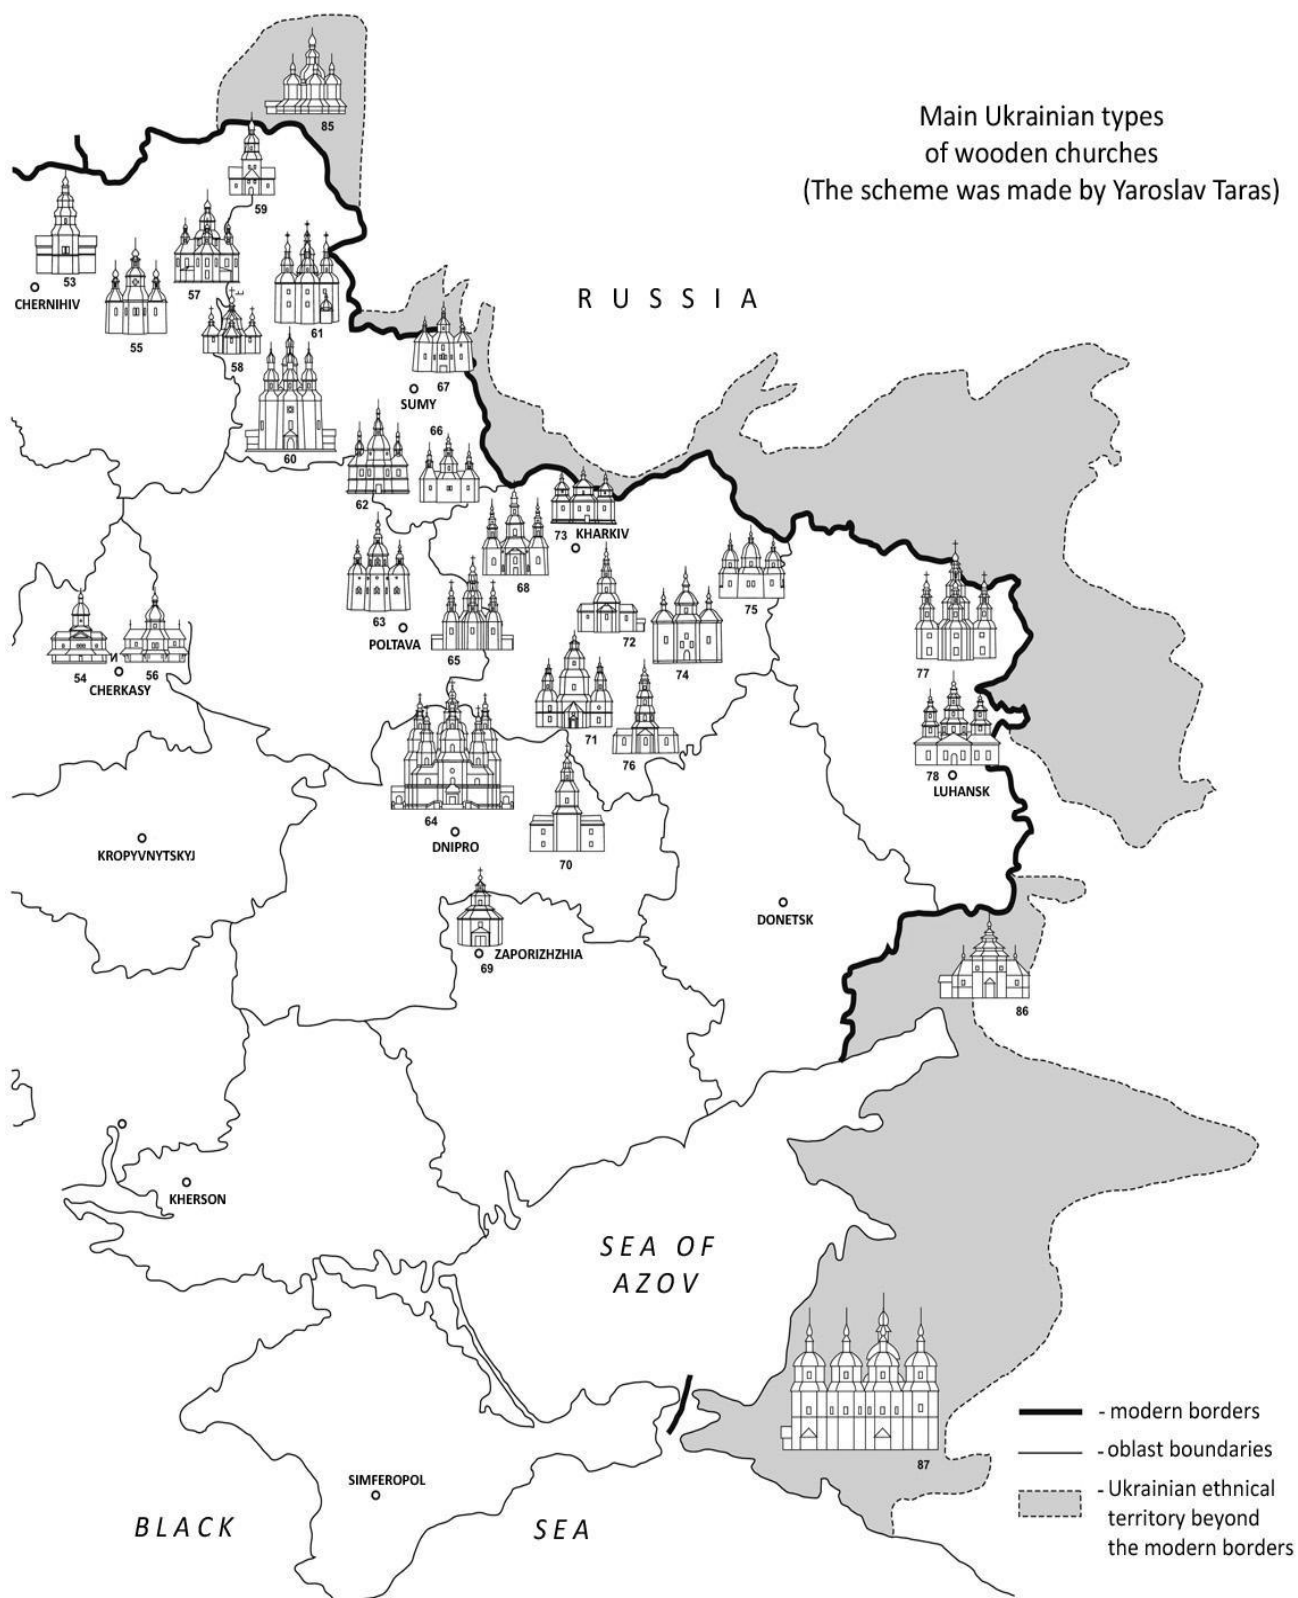 Main Ukrainian types
of wooden churches
(The scheme was made by Yaroslav Taras)
85
59
53
CHERNIHIV
57
55
61
58
RUSSIA
67
SUMY
66
60
62
73 KHARKIV
68
63
POLTAVA
65
72
75
74
54
И
56
CHERKASY
77
71
76
78
LUHANSK
64
DNIPRO
70
KROPYVNYTSKYJ
DONETSK
69
ZAPORIZHZHIA
86
KHERSON
SEA OF
AZOV
87
SIMFEROPOL
BLACK SEA
- modern borders
- oblast boundaries
- Ukrainian ethnical
territory beyond
the modern borders